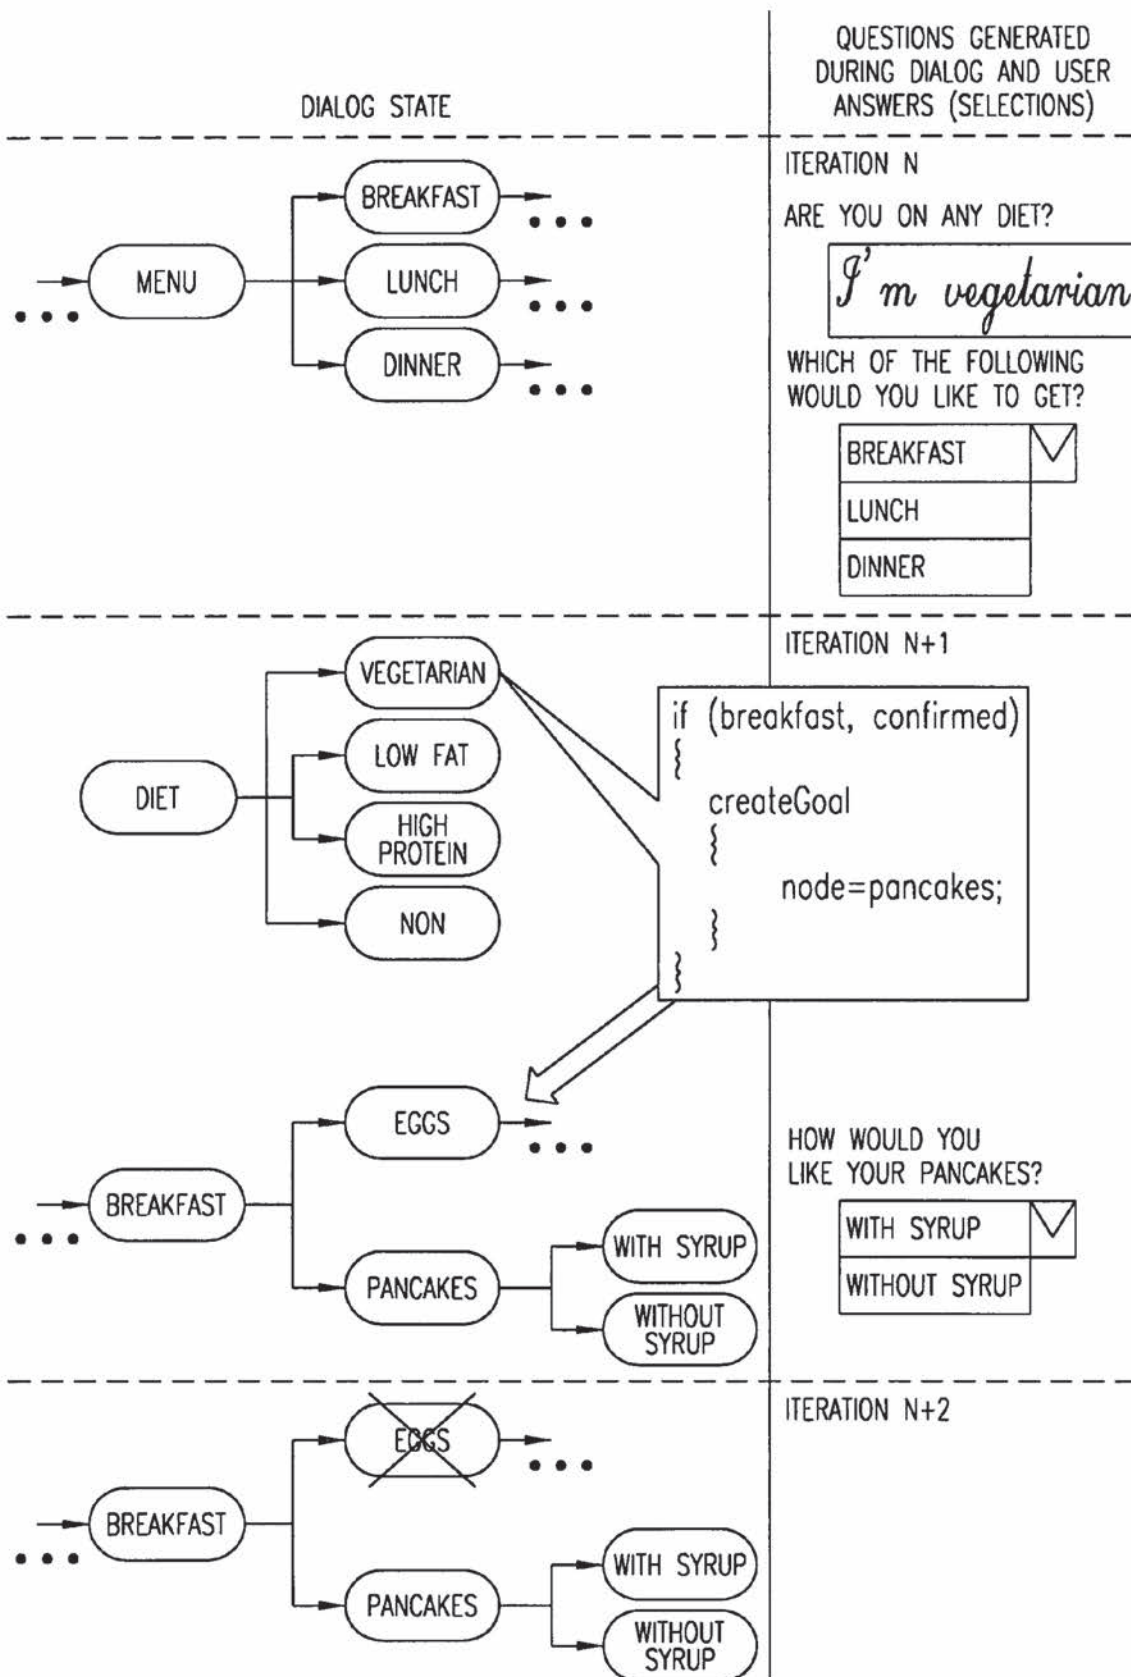 DIALOG STATE
QUESTIONS GENERATED
DURING DIALOG AND USER
ANSWERS (SELECTIONS)
MENU
BREAKFAST
LUNCH
DINNER
ITERATION N
ARE YOU ON ANY DIET?
I'm vegetarian
WHICH OF THE FOLLOWING
WOULD YOU LIKE TO GET?
BREAKFAST
LUNCH
DINNER
ITERATION N+1
DIET
VEGETARIAN
LOW FAT
HIGH
PROTEIN
NON
if (breakfast, confirmed)
{
createGoal
{
node=pancakes;
}
}
BREAKFAST
EGGS
PANCAKES
WITH SYRUP
WITHOUT
SYRUP
HOW WOULD YOU
LIKE YOUR PANCAKES?
WITH SYRUP
WITHOUT SYRUP
ITERATION N+2
BREAKFAST
EGGS
PANCAKES
WITH SYRUP
WITHOUT
SYRUP